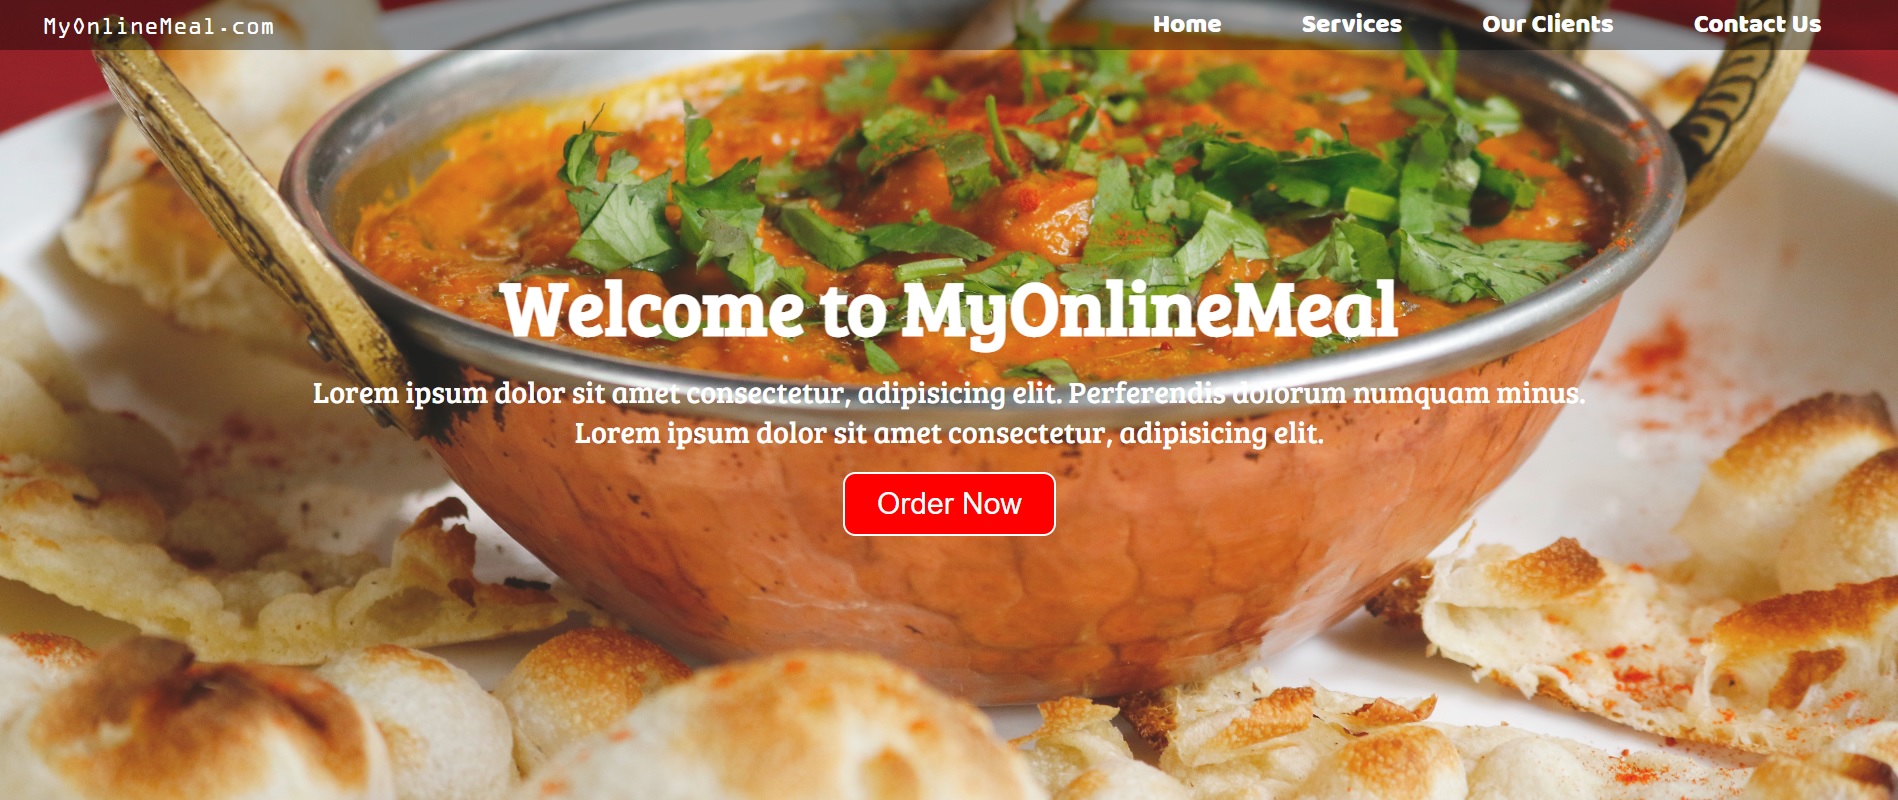 MyOnlineMeal.com
Home Services Our Clients Contact Us
Welcome to MyOnlineMeal
Lorem ipsum dolor sit amet consectetur, adipisicing elit. Perferendis dolorum numquam minus.
Lorem ipsum dolor sit amet consectetur, adipisicing elit.
Order Now